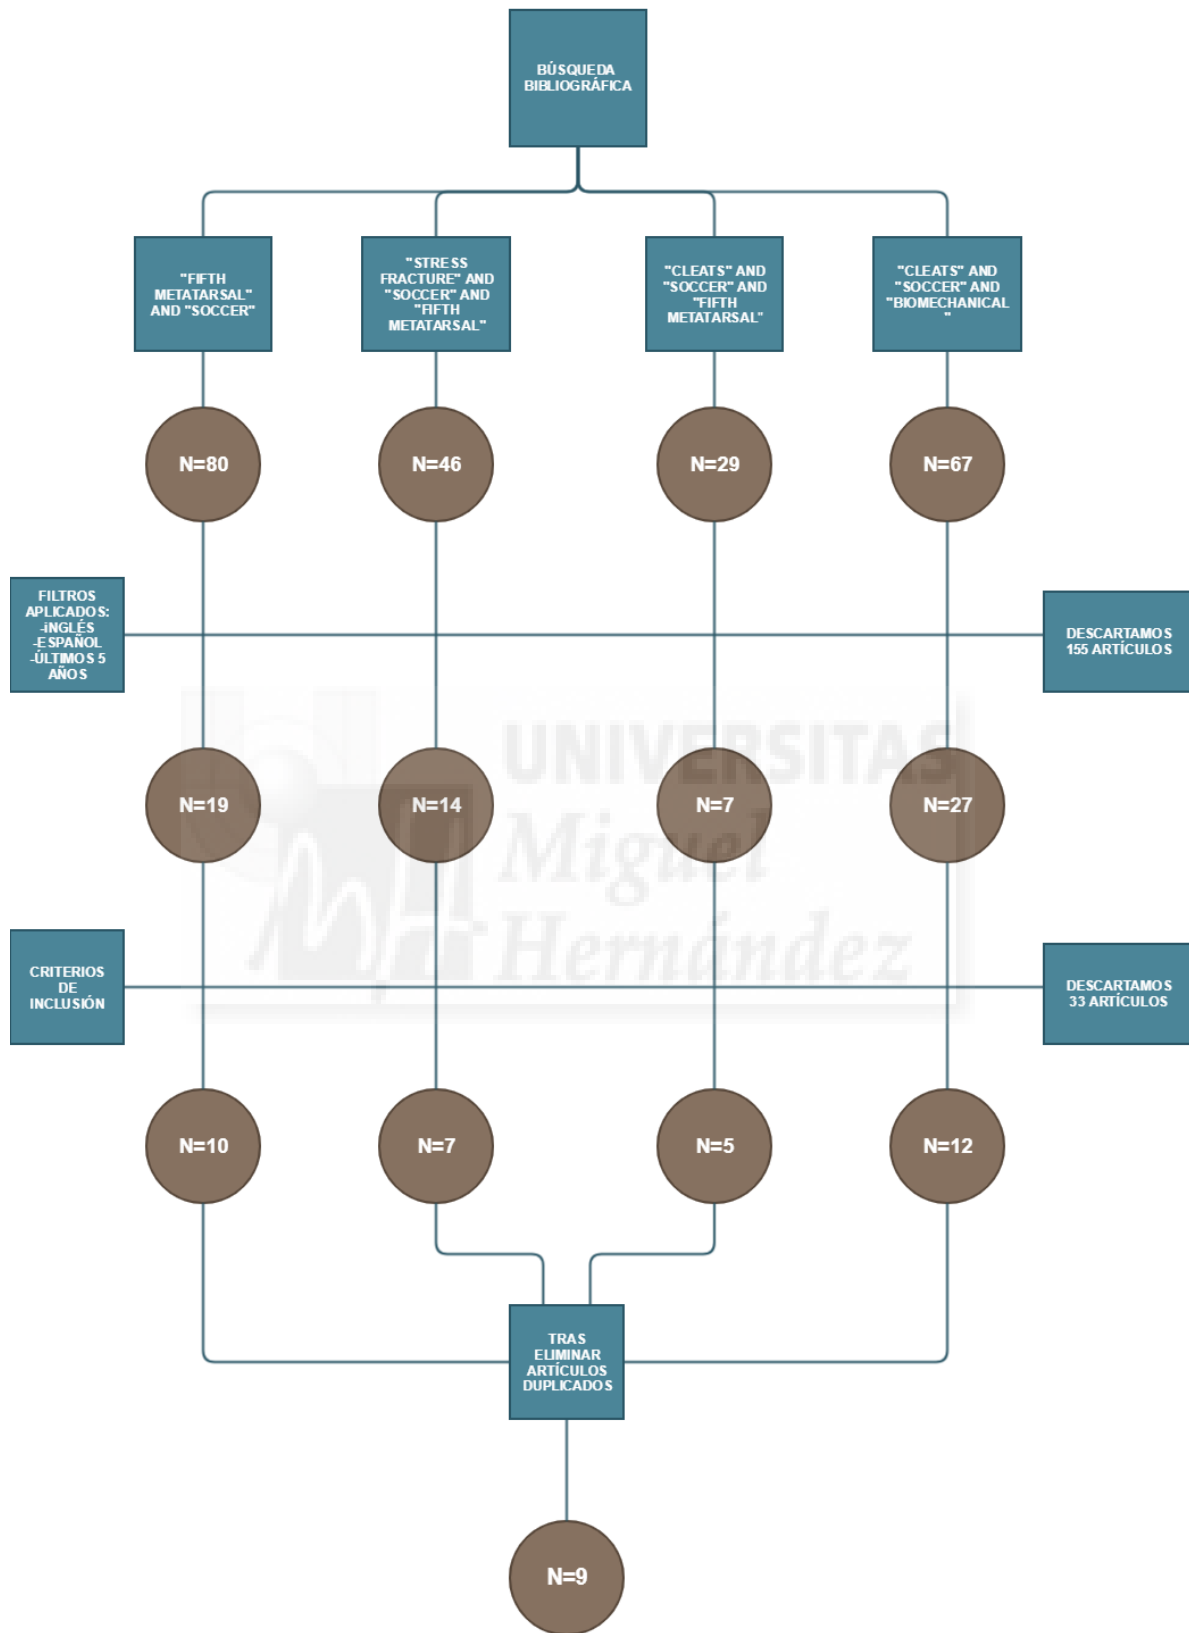 BÚSQUEDA
BIBLIOGRÁFICA
"FIFTH
METATARSAL"
AND "SOCCER"
"STRESS
FRACTURE" AND
"SOCCER" AND
"FIFTH
METATARSAL"
"CLEATS" AND
"SOCCER" AND
"FIFTH
METATARSAL"
"CLEATS" AND
"SOCCER" AND
"BIOMECHANICAL
"
N=80
N=46
N=29
N=67
FILTROS
APLICADOS:
-iNGLÉS
-ESPAÑOL
-ÚLTIMOS 5
AÑOS
DESCARTAMOS
155 ARTÍCULOS
UNIVERSITAS
Miguel
Hernández
N=19
N=14
N=7
N=27
CRITERIOS
DE
INCLUSIÓN
DESCARTAMOS
33 ARTÍCULOS
N=10
N=7
N=5
N=12
TRAS
ELIMINAR
ARTÍCULOS
DUPLICADOS
N=9